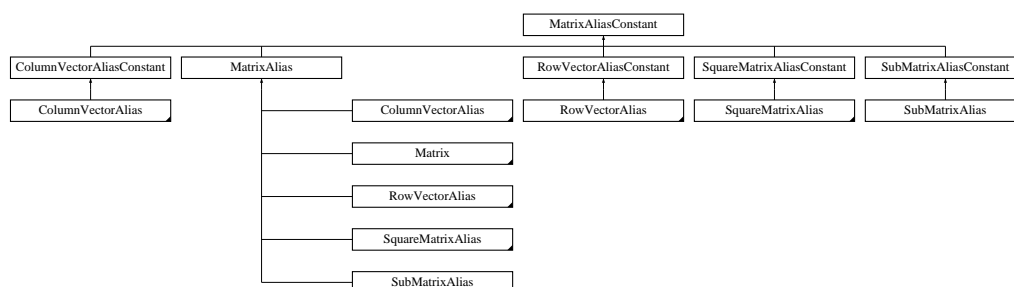 MatrixAliasConstant
ColumnVectorAliasConstant MatrixAlias RowVectorAliasConstant SquareMatrixAliasConstant SubMatrixAliasConstant
ColumnVectorAlias ColumnVectorAlias RowVectorAlias SquareMatrixAlias SubMatrixAlias
Matrix
RowVectorAlias
SquareMatrixAlias
SubMatrixAlias